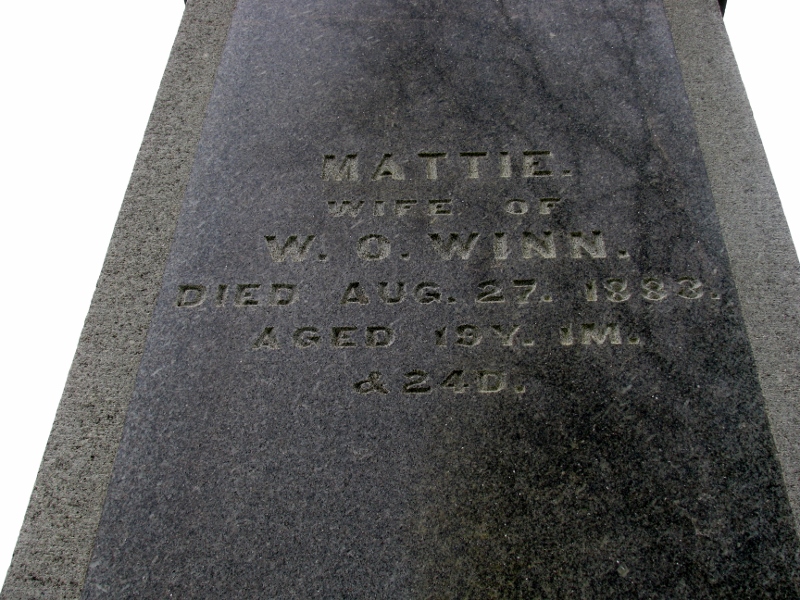 MATTIE.
WIFE OF
W. O. WINN.
DIED AUG. 27. 1883.
AGED 19Y. 1M.
& 24D.